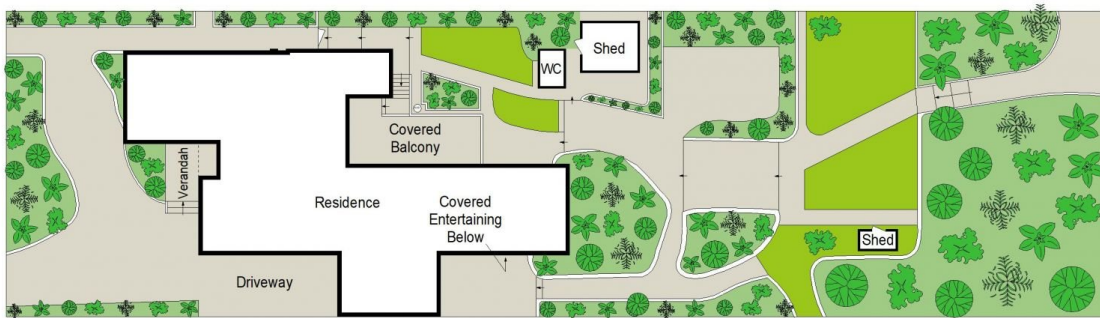 Shed
WC
Covered
Balcony
Verandah
Residence
Covered
Entertaining
Below
Shed
Driveway